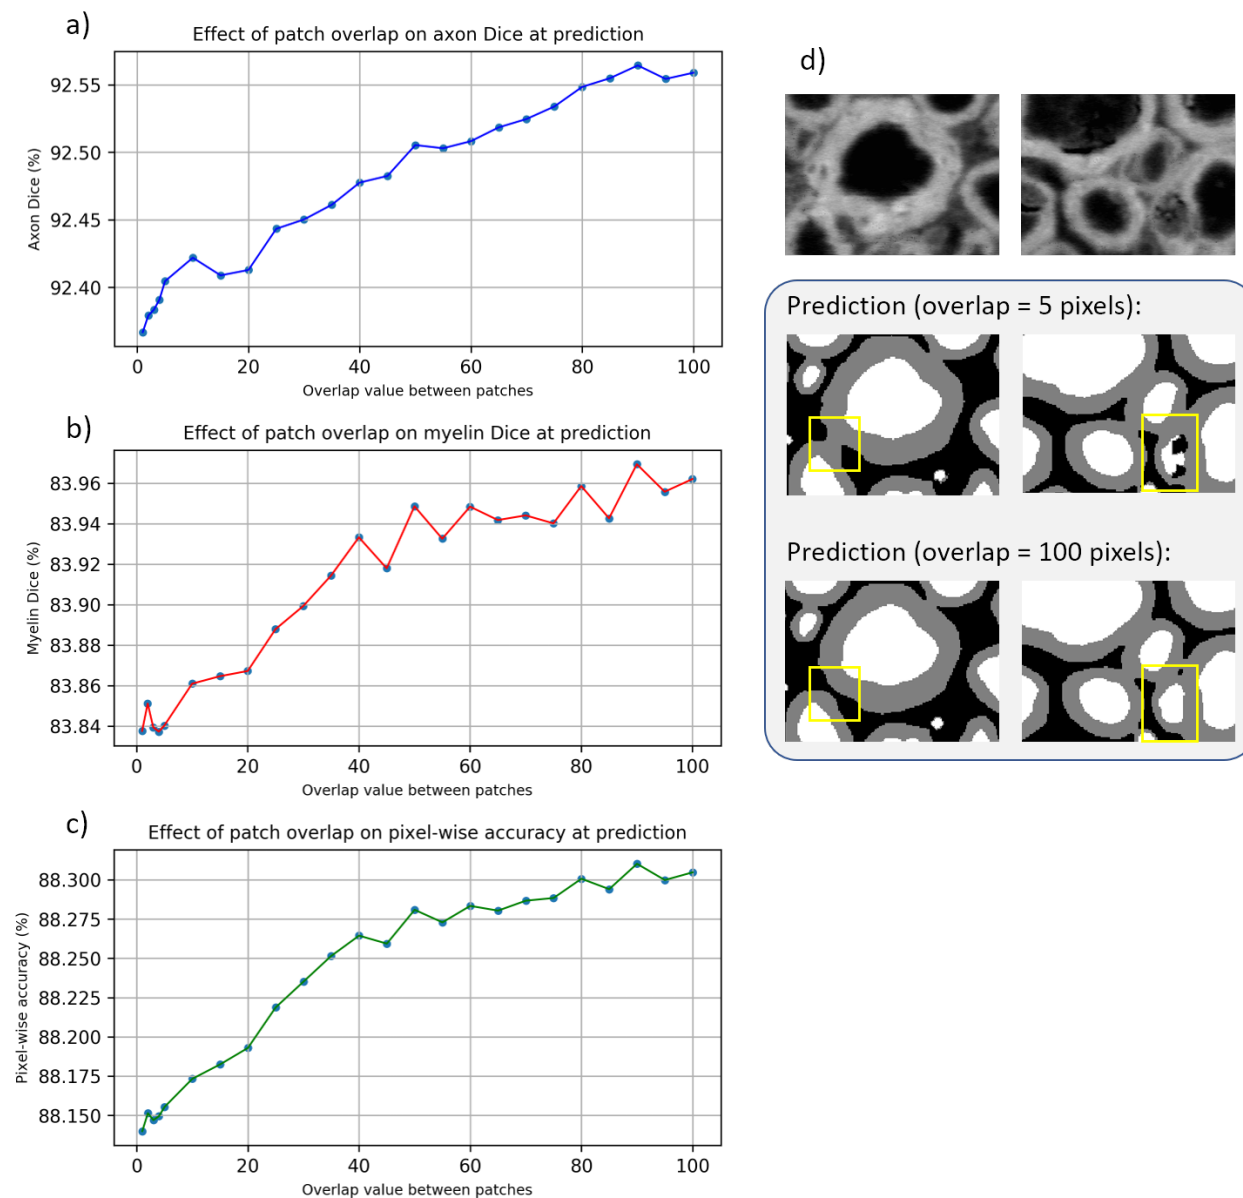 a)
Effect of patch overlap on axon Dice at prediction
92.55
92.50
92.45
92.40
Axon Dice (%)
0 20 40 60 80 100
Overlap value between patches
b)
Effect of patch overlap on myelin Dice at prediction
83.96
83.94
83.92
83.90
83.88
83.86
83.84
Myelin Dice (%)
0 20 40 60 80 100
Overlap value between patches
c)
Effect of patch overlap on pixel-wise accuracy at prediction
88.300
88.275
88.250
88.225
88.200
88.175
88.150
Pixel-wise accuracy (%)
0 20 40 60 80 100
Overlap value between patches
d)
Prediction (overlap = 5 pixels):
Prediction (overlap = 100 pixels):